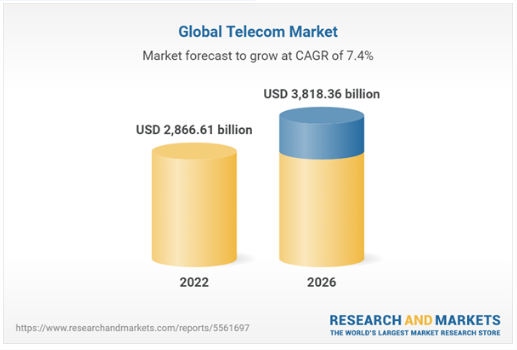 Global Telecom Market
Market forecast to grow at CAGR of 7.4%
USD 3,818.36 billion
USD 2,866.61 billion
2022
2026
https://www.researchandmarkets.com/reports/5561697
RESEARCH AND MARKETS
THE WORLD'S LARGEST MARKET RESEARCH STORE